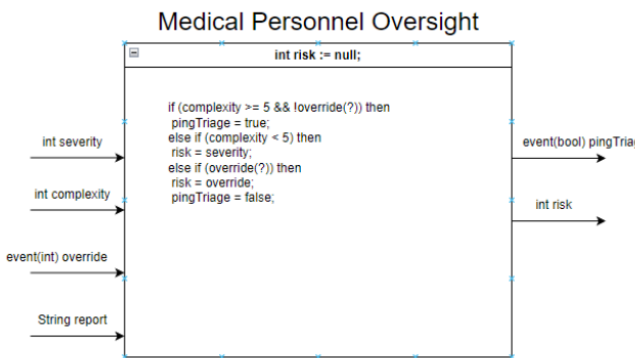 Medical Personnel Oversight
int risk := null;
if (complexity >= 5 && !override(?)) then
pingTriage = true;
else if (complexity < 5) then
risk = severity;
else if (override(?)) then
risk = override;
pingTriage = false;
int severity
int complexity
event(int) override
String report
event(bool) pingTria
int risk